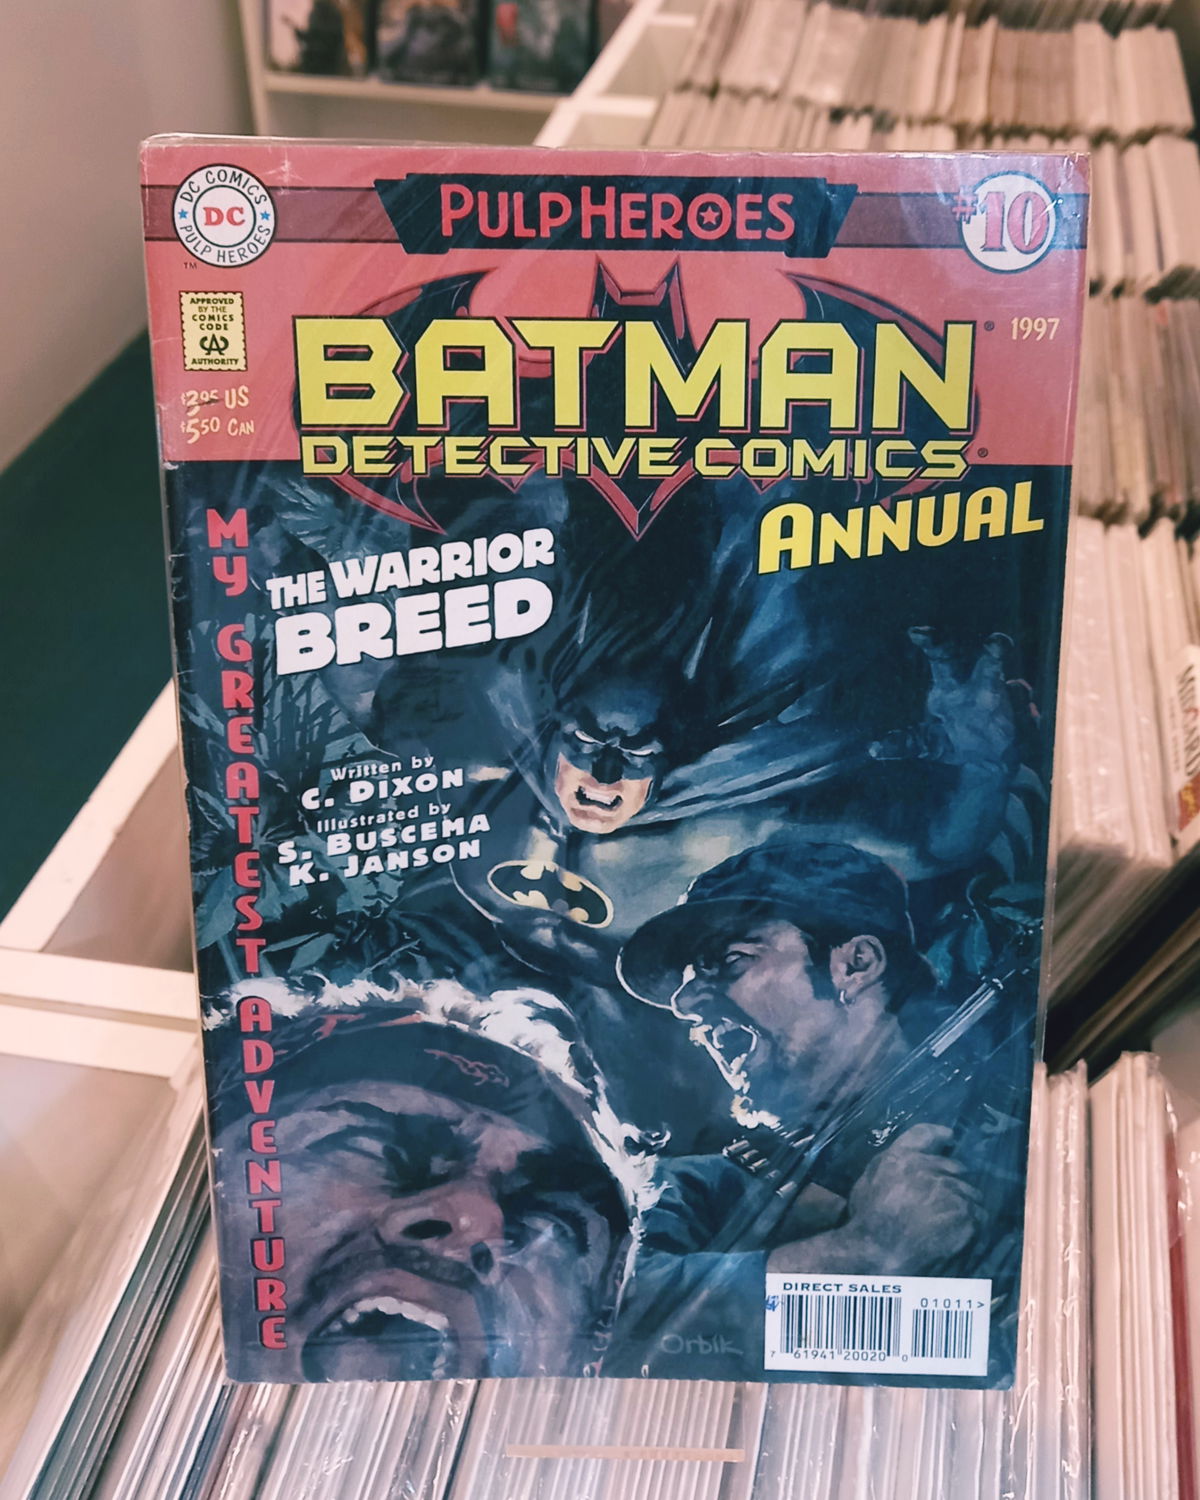 DC COMICS
DC
PULP HEROES
TM
PULP HEROES
#10
APPROVED
BY THE
COMICS
CODE
CA
AUTHORITY
$3.95 US
$5.50 CAN
BATMAN®
1997
DETECTIVE COMICS®
ANNUAL
MY GREATEST ADVENTURE
THE WARRIOR
BREED
Written by
C. DIXON
Illustrated by
S. BUSCEMA
K. JANSON
Orbik
DIRECT SALES
01011>
7 61941 20020 0